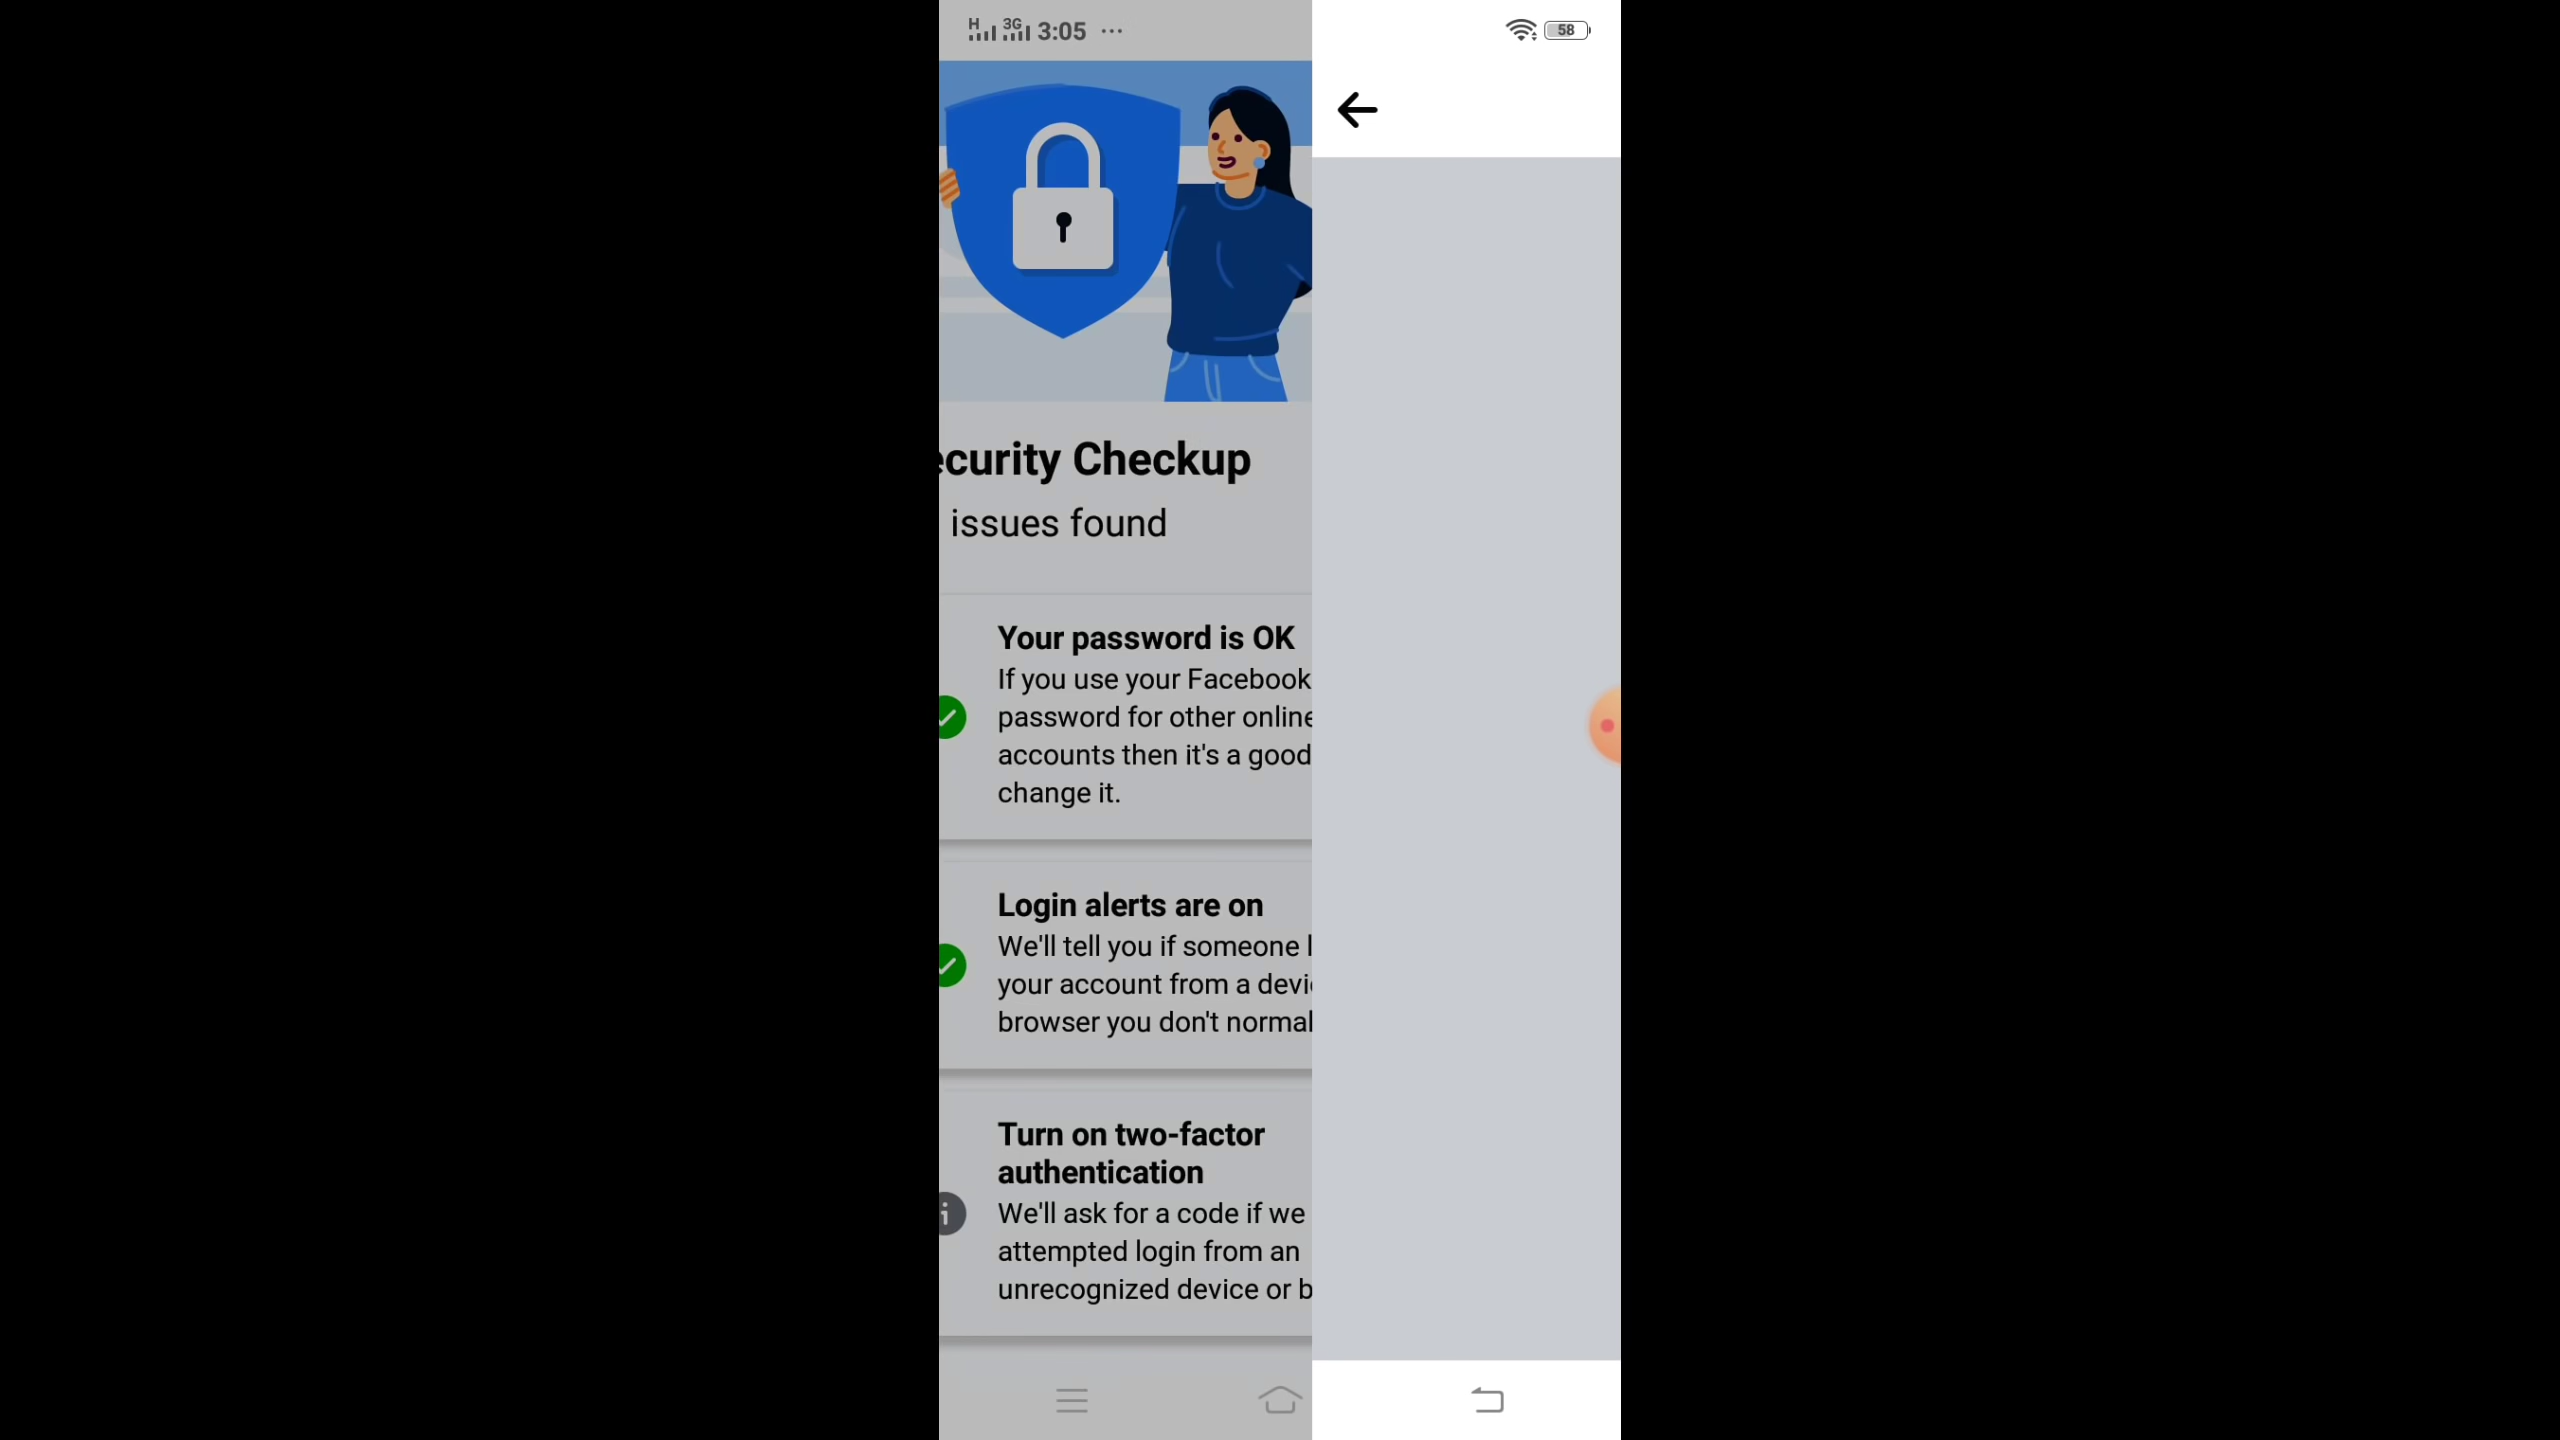 H 3G 3:05 ...
58
ecurity Checkup
issues found
Your password is OK
If you use your Facebook
password for other online
accounts then it's a good
change it.
Login alerts are on
We'll tell you if someone l
your account from a devi
browser you don't normal
Turn on two-factor
authentication
We'll ask for a code if we
attempted login from an
unrecognized device or b